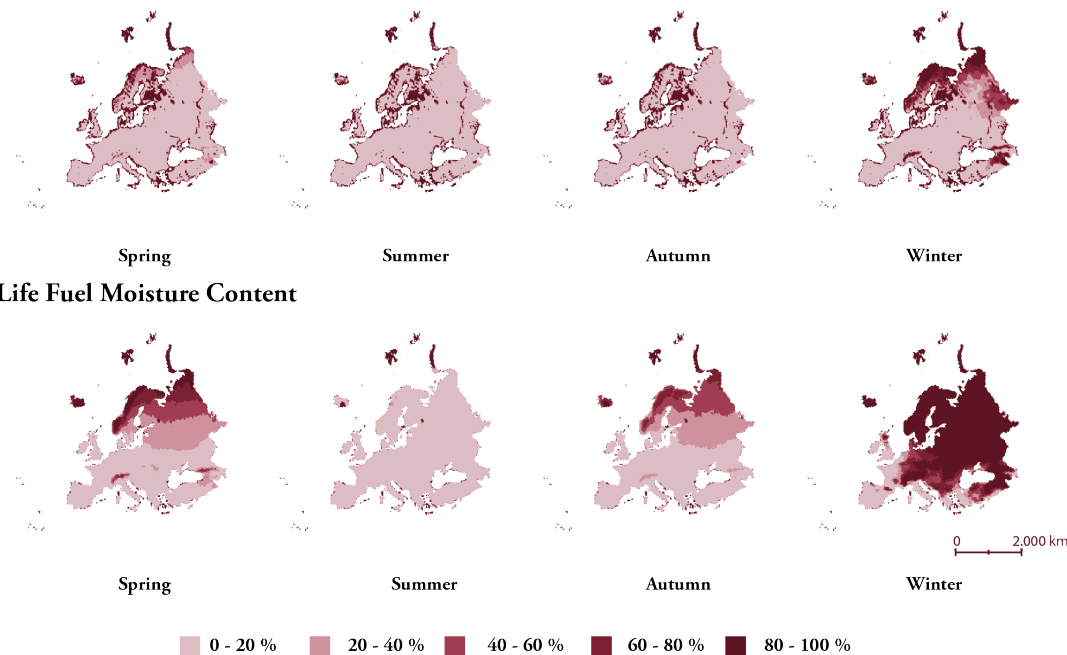 Spring Summer Autumn Winter
Life Fuel Moisture Content
0 2.000 km
Spring Summer Autumn Winter
0 - 20 % 20 - 40 % 40 - 60 % 60 - 80 % 80 - 100 %